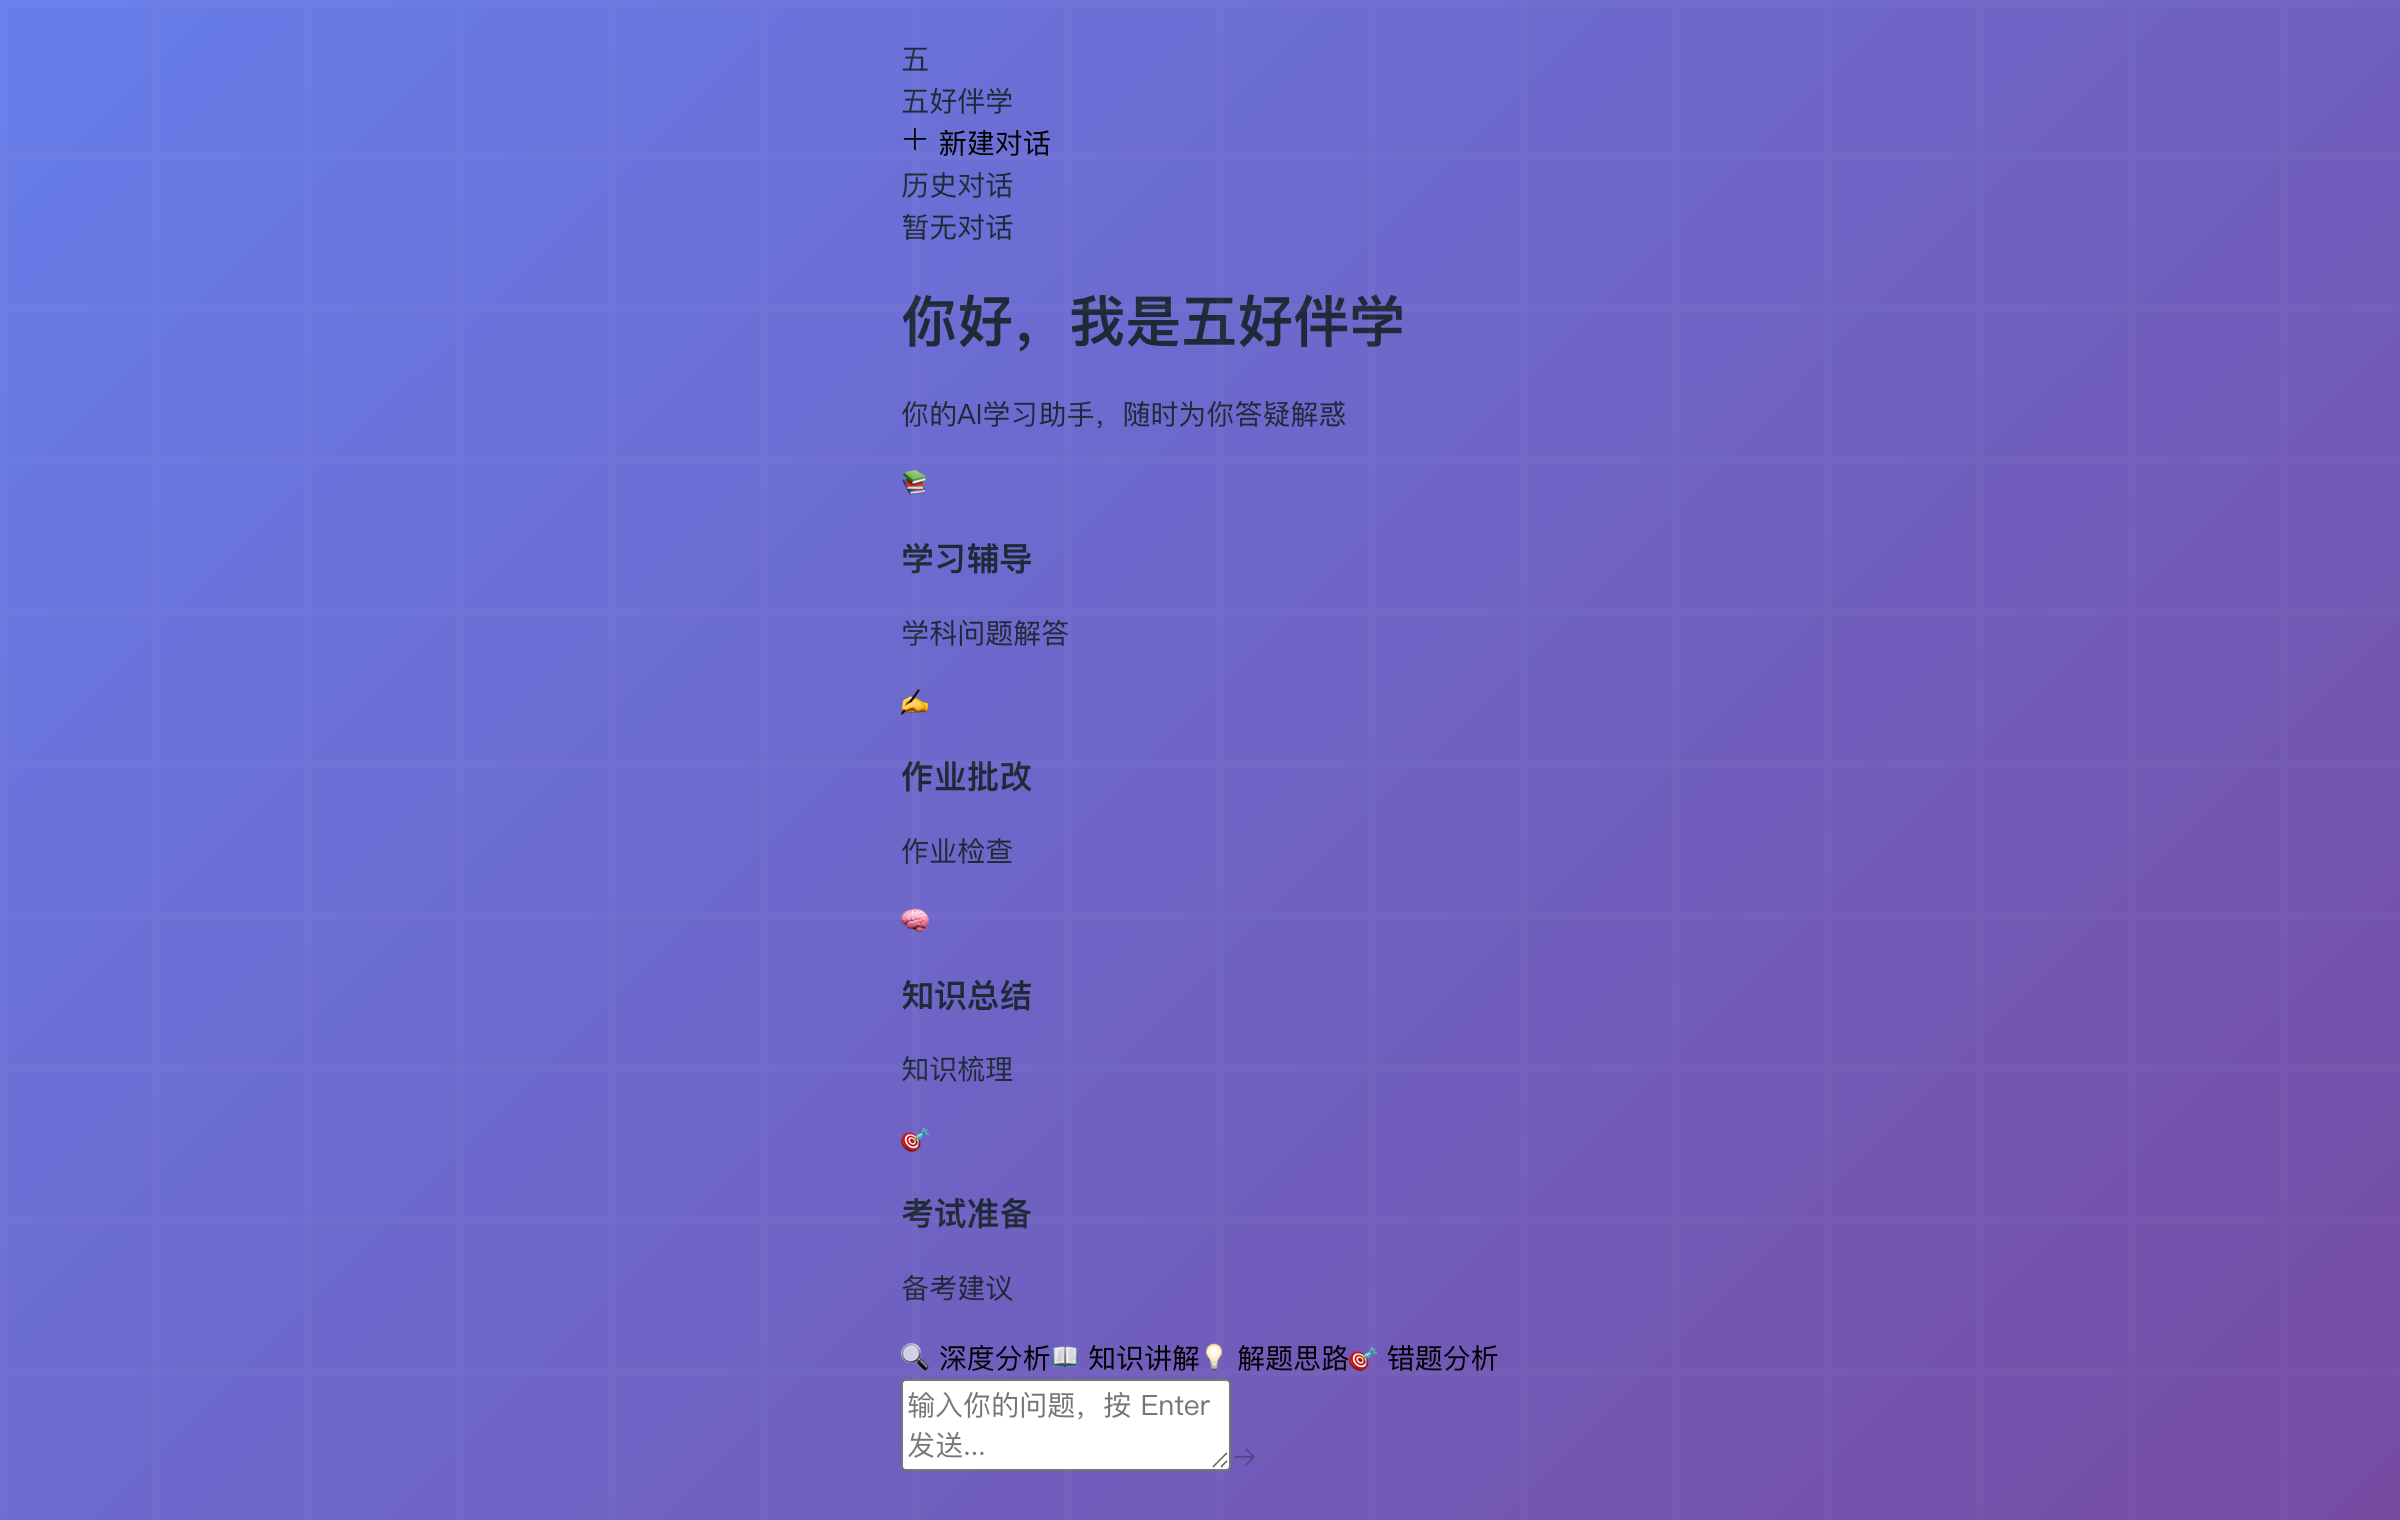 五
五好伴学
+ 新建对话
历史对话
暂无对话
你好，我是五好伴学
你的AI学习助手，随时为你答疑解惑
📚
学习辅导
学科问题解答
✍️
作业批改
作业检查
🧠
知识总结
知识梳理
🎯
考试准备
备考建议
🔍 深度分析📖 知识讲解💡 解题思路🎯 错题分析
输入你的问题，按 Enter
发送...
→